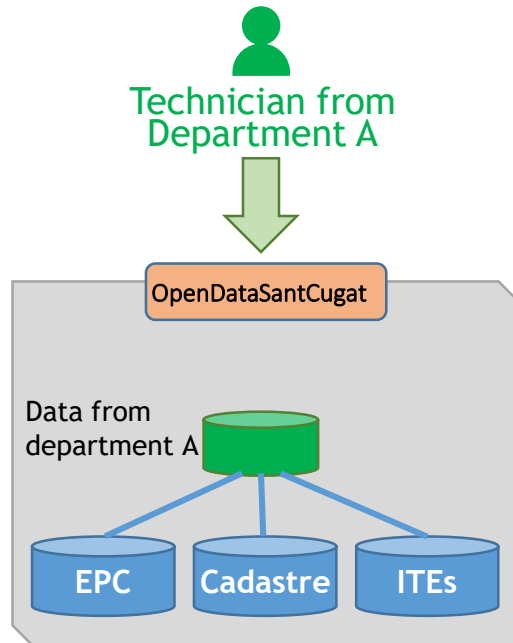 Technician from
Department A
OpenDataSantCugat
Data from
department A
EPC
Cadastre
ITEs